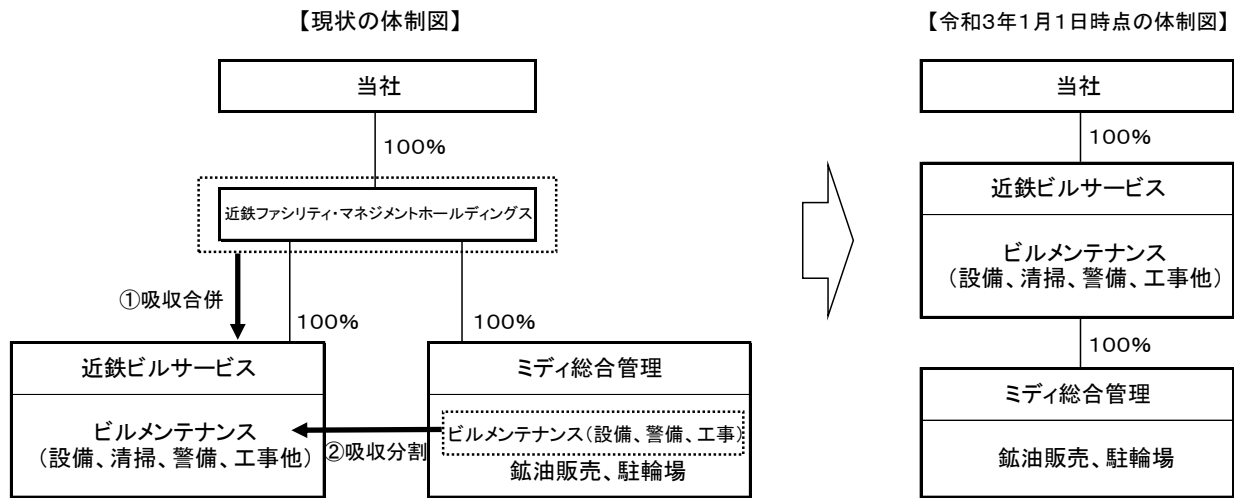 【現状の体制図】
当社
100%
近鉄ファシリティ・マネジメントホールディングス
①吸収合併
100%
100%
近鉄ビルサービス
ビルメンテナンス
(設備、清掃、警備、工事他)
②吸収分割
ミディ総合管理
ビルメンテナンス(設備、警備、工事)
鉱油販売、駐輪場
【令和3年1月1日時点の体制図】
当社
100%
近鉄ビルサービス
ビルメンテナンス
(設備、清掃、警備、工事他)
100%
ミディ総合管理
鉱油販売、駐輪場